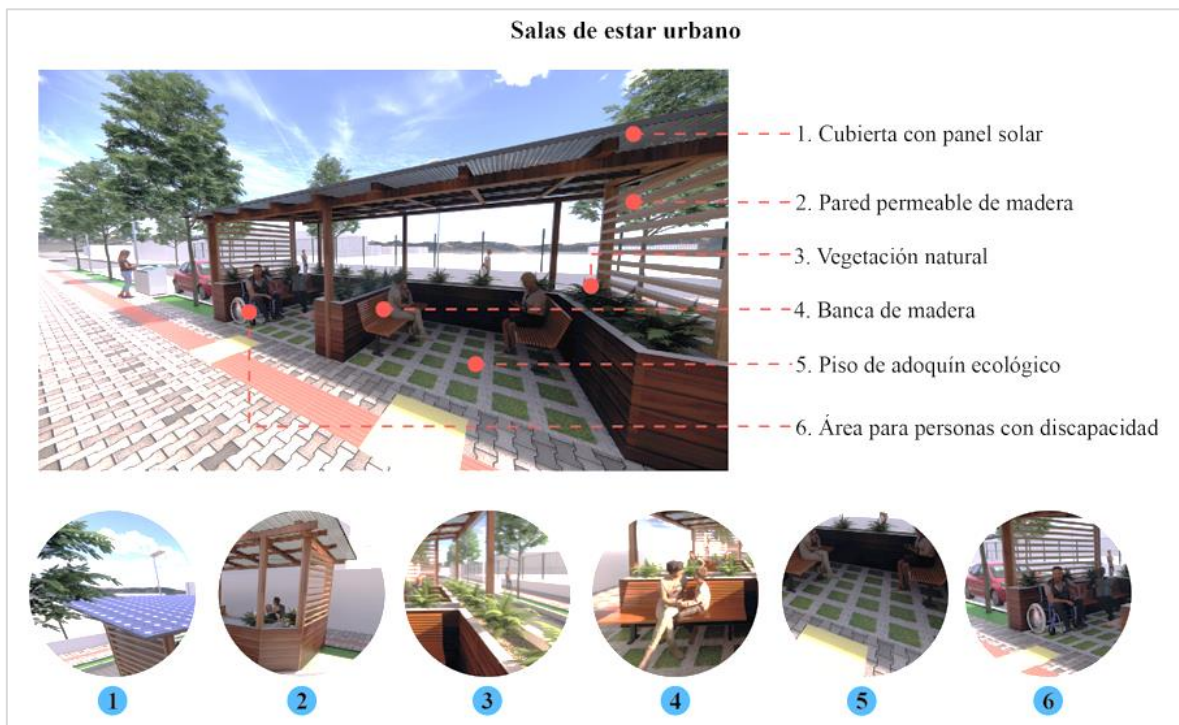 Salas de estar urbano
1. Cubierta con panel solar
2. Pared permeable de madera
3. Vegetación natural
4. Banca de madera
5. Piso de adoquín ecológico
6. Área para personas con discapacidad
1 2 3 4 5 6